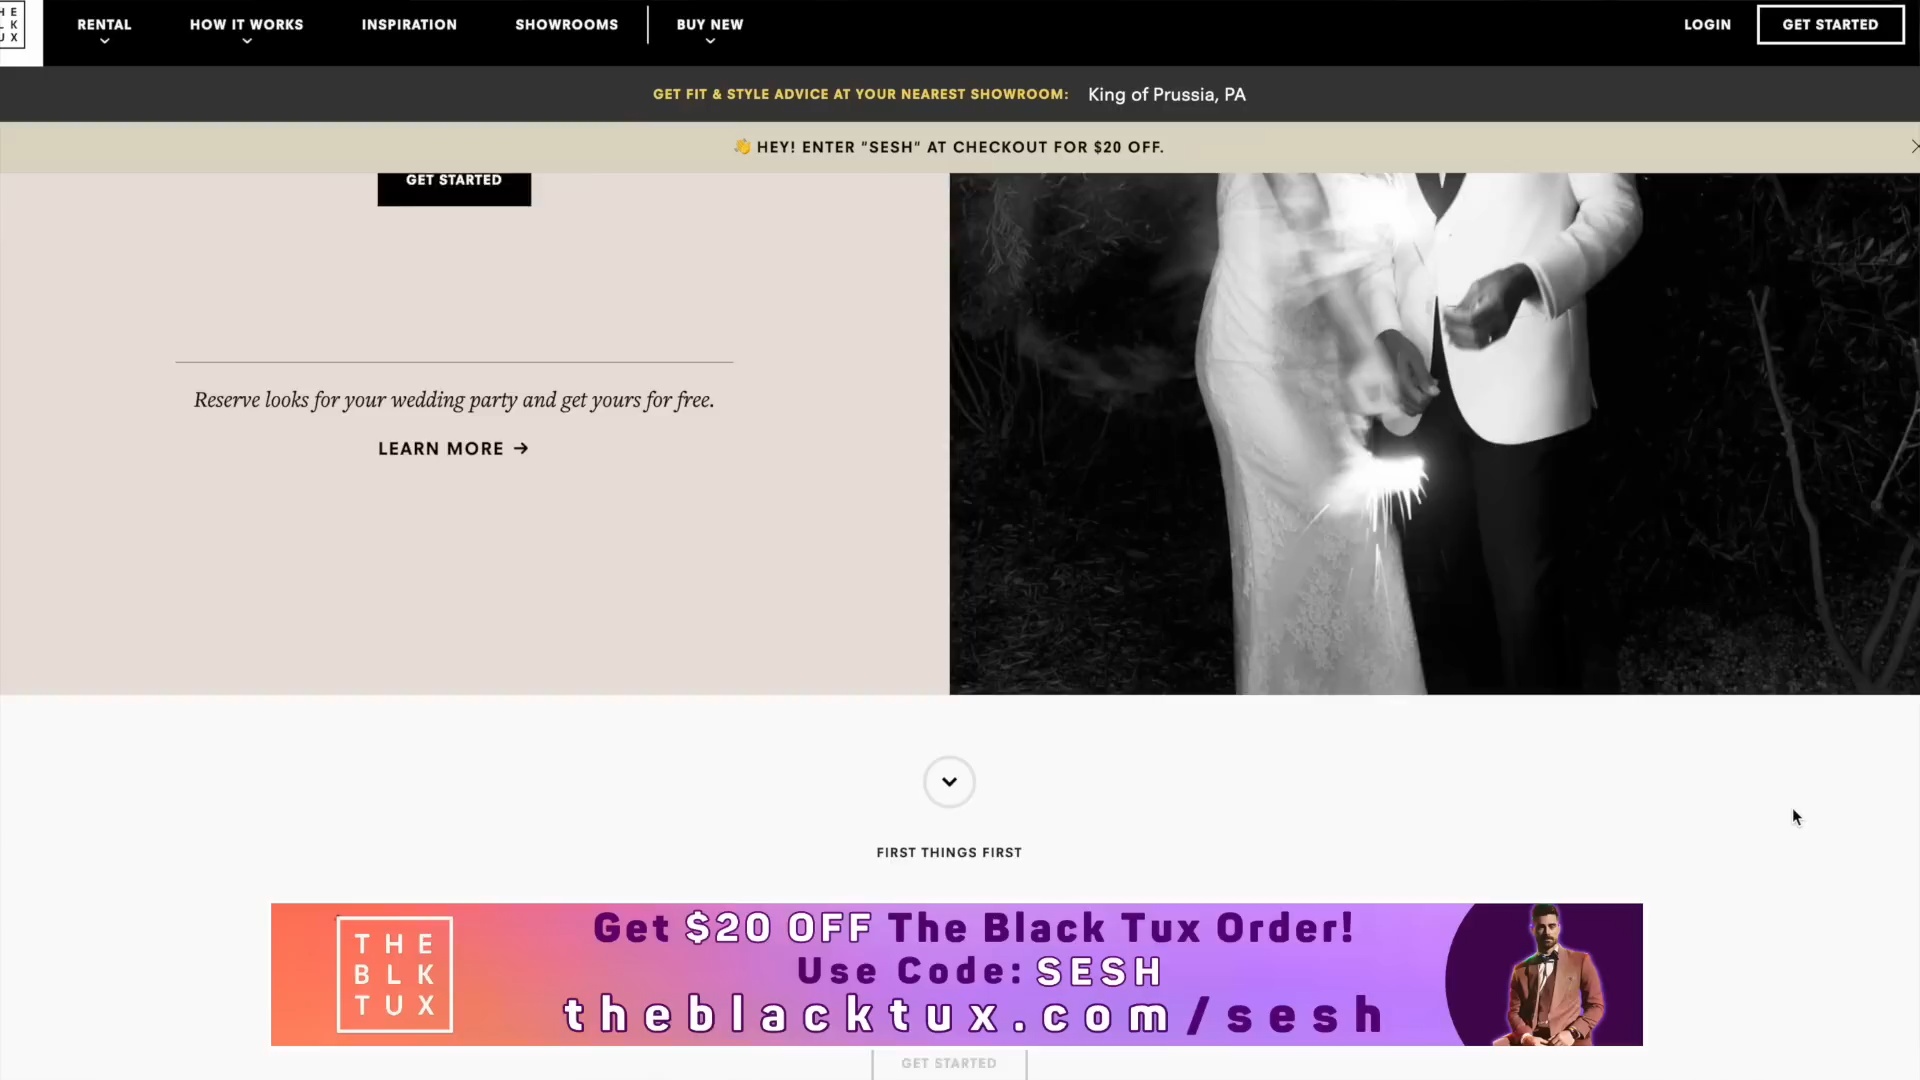 HE
LK
UX
RENTAL
HOW IT WORKS
INSPIRATION
SHOWROOMS
BUY NEW
LOGIN
GET STARTED
GET FIT & STYLE ADVICE AT YOUR NEAREST SHOWROOM: King of Prussia, PA
👏 HEY! ENTER "SESH" AT CHECKOUT FOR $20 OFF.
GET STARTED
Reserve looks for your wedding party and get yours for free.
LEARN MORE →
FIRST THINGS FIRST
THE
BLK
TUX
Get $20 OFF The Black Tux Order!
Use Code: SESH
theblacktux.com/sesh
GET STARTED